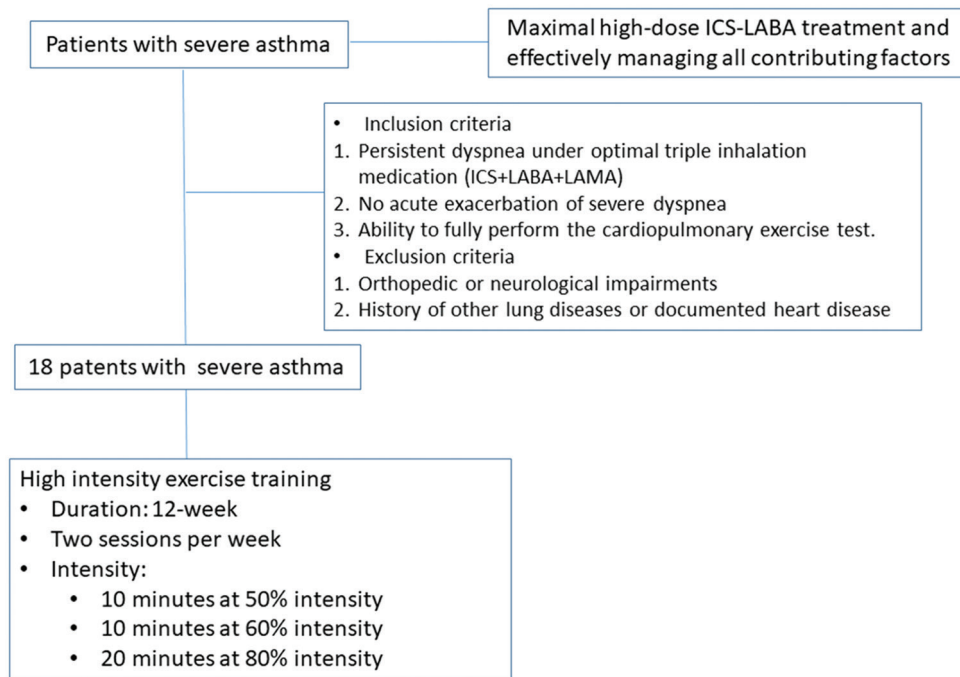 Patients with severe asthma
Maximal high-dose ICS-LABA treatment and
effectively managing all contributing factors
• Inclusion criteria
1. Persistent dyspnea under optimal triple inhalation
medication (ICS+LABA+LAMA)
2. No acute exacerbation of severe dyspnea
3. Ability to fully perform the cardiopulmonary exercise test.
• Exclusion criteria
1. Orthopedic or neurological impairments
2. History of other lung diseases or documented heart disease
18 patents with severe asthma
High intensity exercise training
• Duration: 12-week
• Two sessions per week
• Intensity:
• 10 minutes at 50% intensity
• 10 minutes at 60% intensity
• 20 minutes at 80% intensity